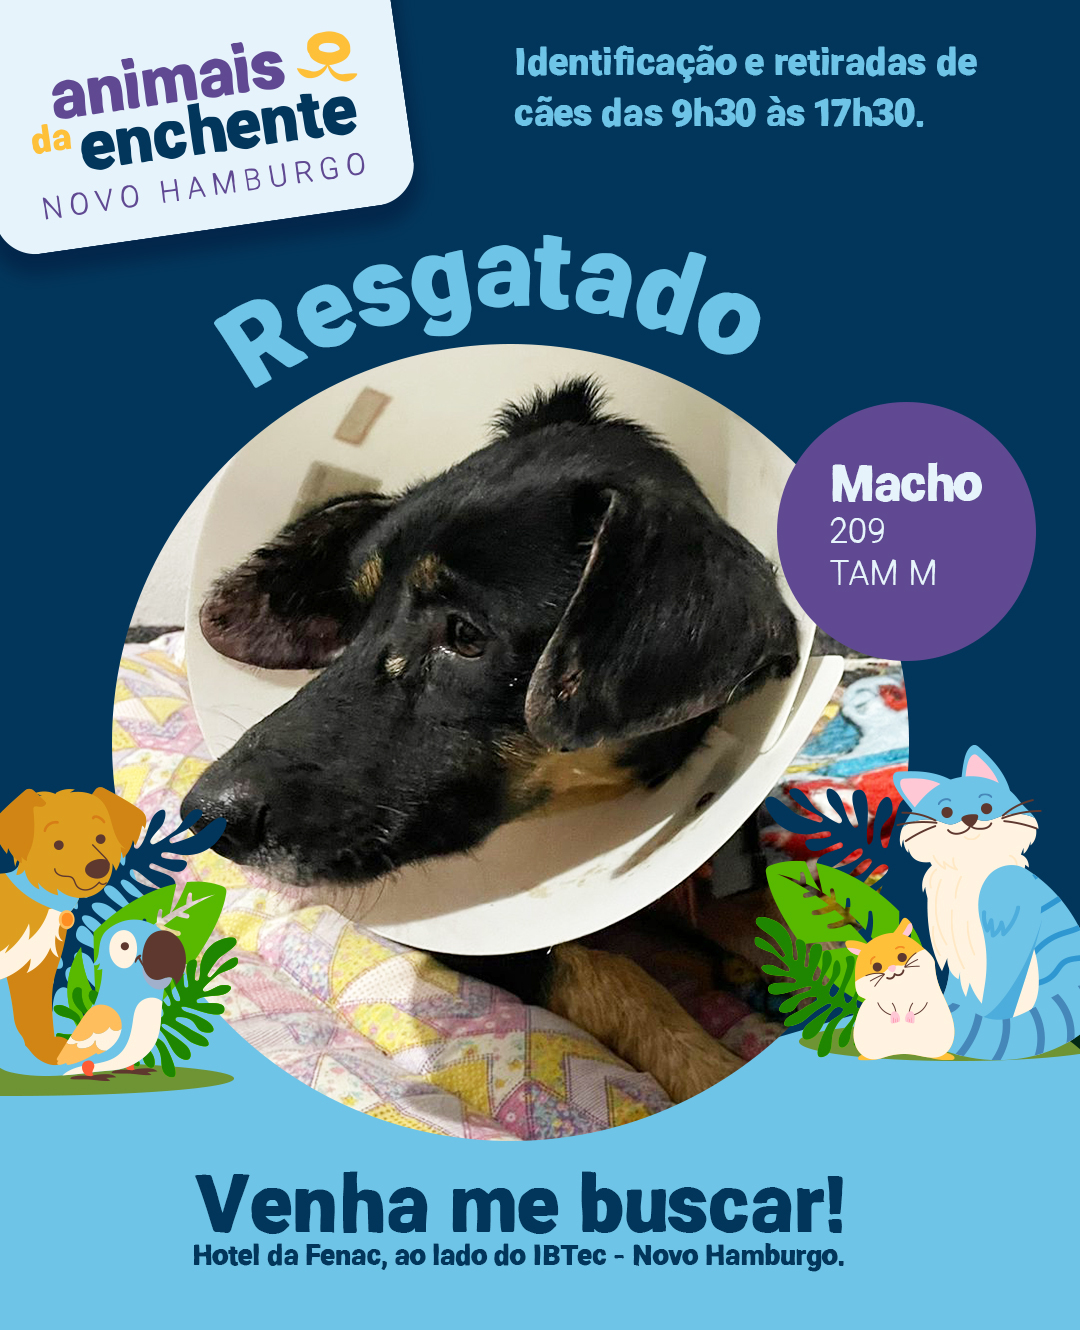 animais
da enchente
NOVO HAMBURGO
Identificação e retiradas de
cães das 9h30 às 17h30.
Resgatado
Macho
209
TAM M
Venha me buscar!
Hotel da Fenac, ao lado do IBTec - Novo Hamburgo.